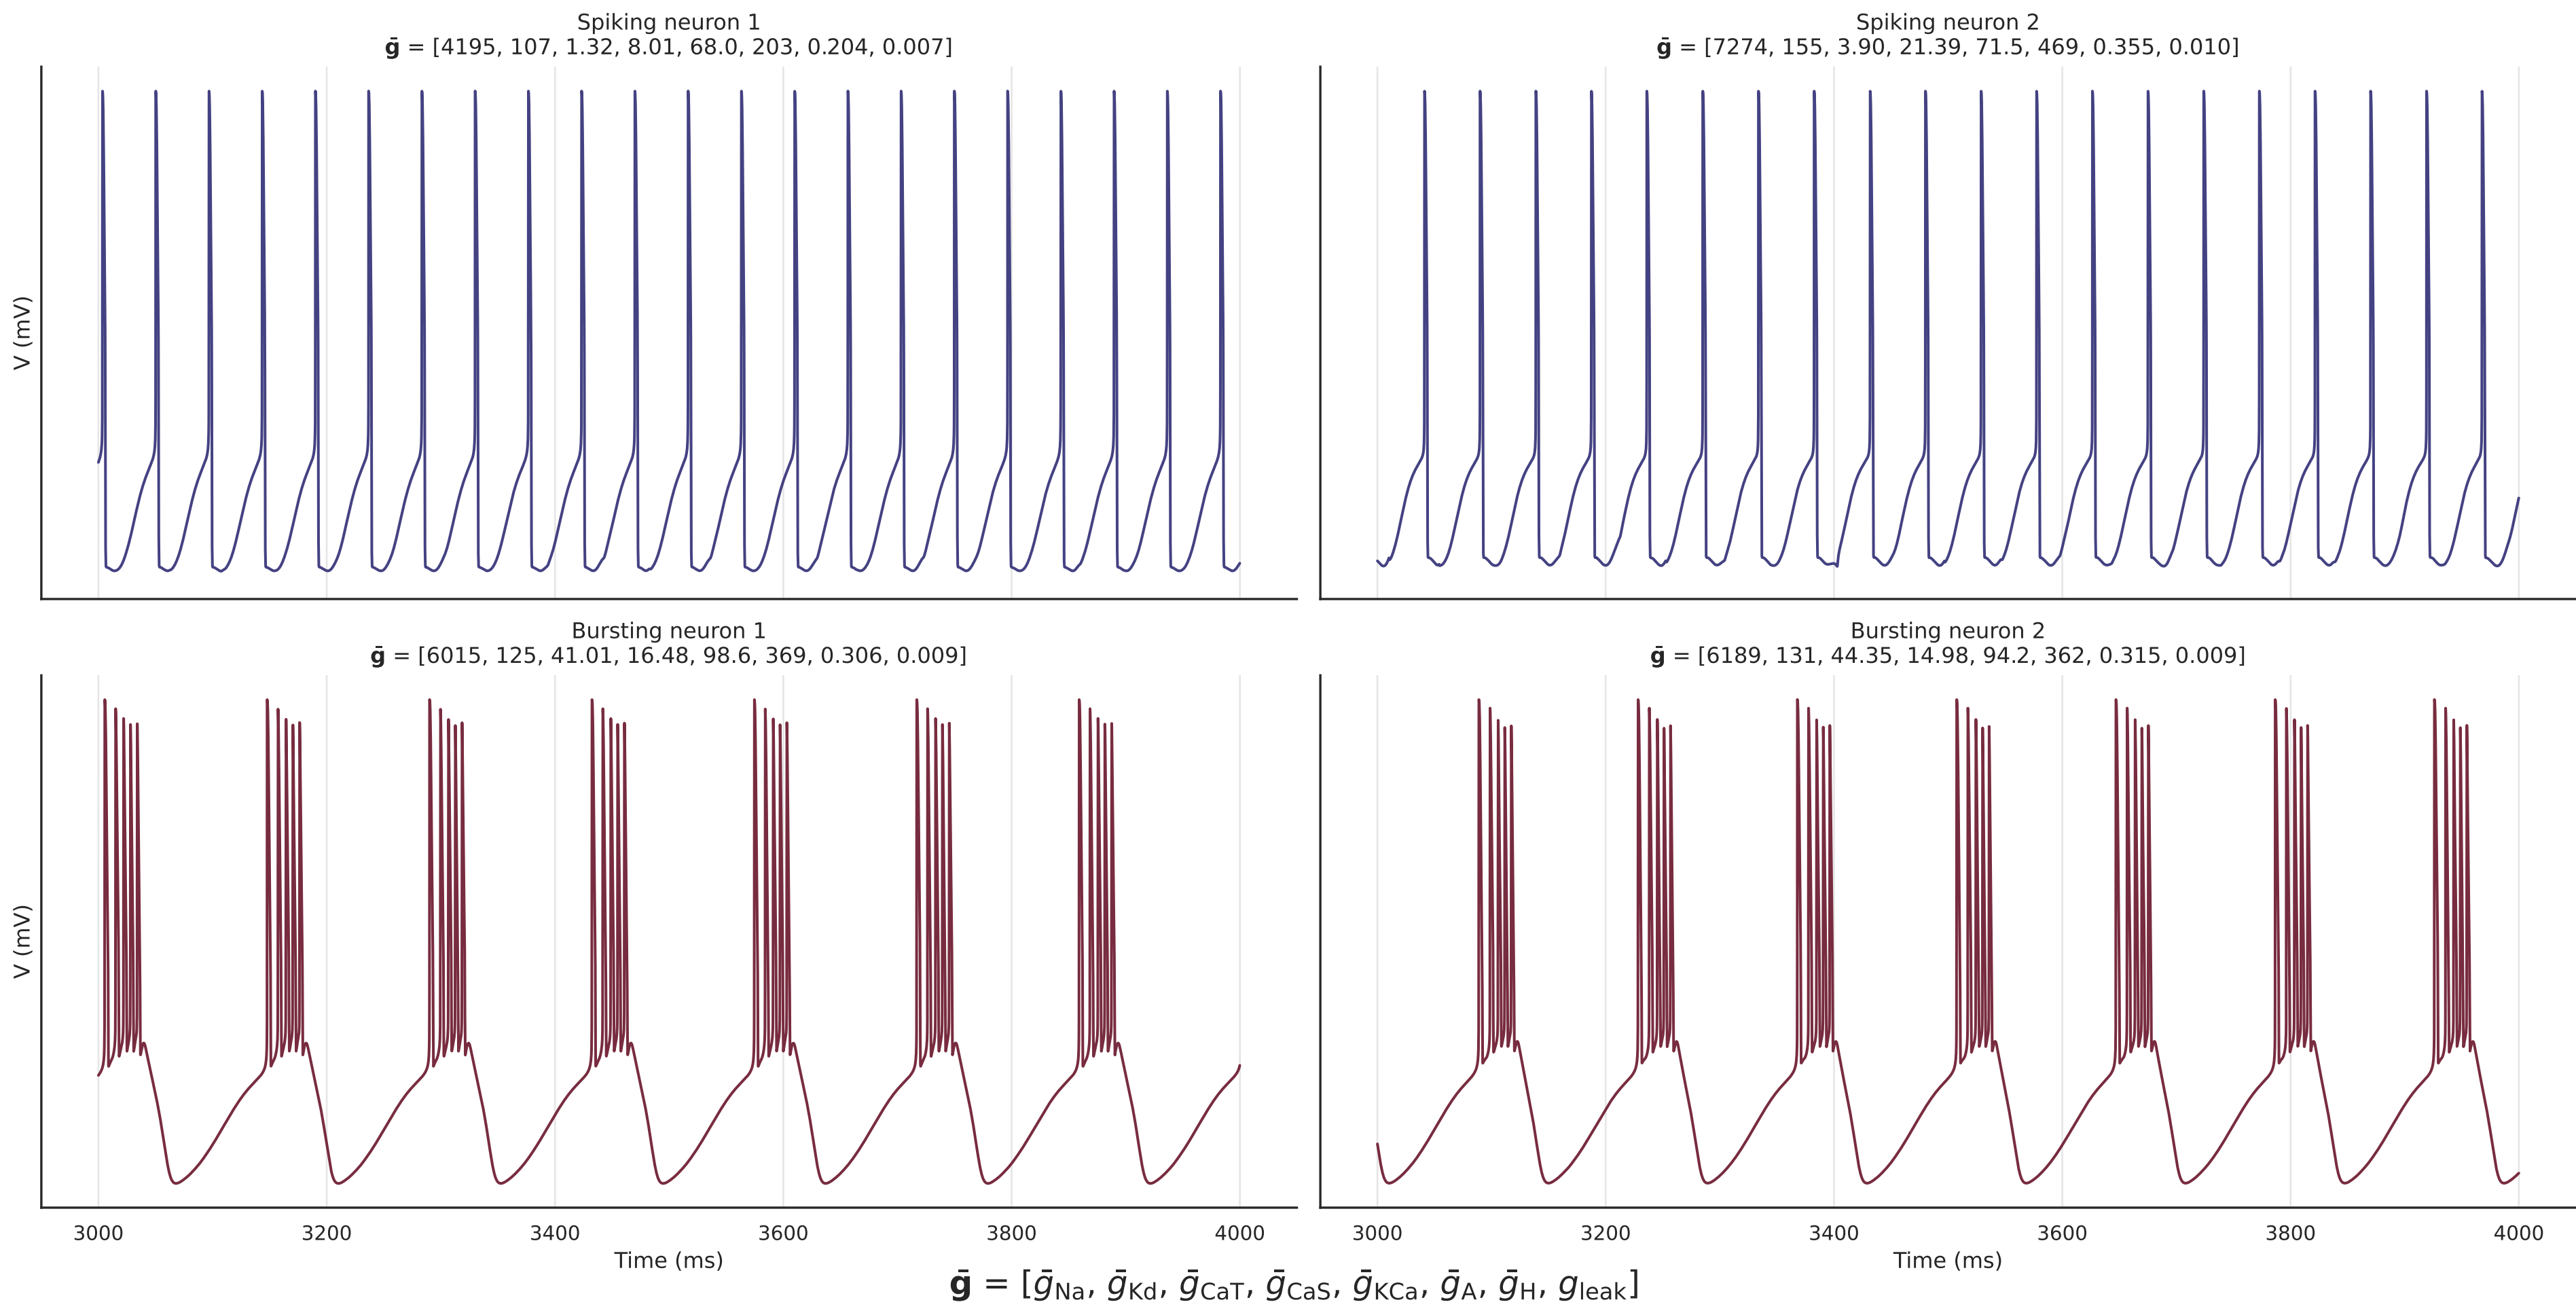 Spiking neuron 1
ḡ = [4195, 107, 1.32, 8.01, 68.0, 203, 0.204, 0.007]
Spiking neuron 2
ḡ = [7274, 155, 3.90, 21.39, 71.5, 469, 0.355, 0.010]
V (mV)
Bursting neuron 1
ḡ = [6015, 125, 41.01, 16.48, 98.6, 369, 0.306, 0.009]
Bursting neuron 2
ḡ = [6189, 131, 44.35, 14.98, 94.2, 362, 0.315, 0.009]
V (mV)
3000 3200 3400 3600 3800 4000
Time (ms)
3000 3200 3400 3600 3800 4000
Time (ms)
ḡ = [ḡNa, ḡKd, ḡCaT, ḡCaS, ḡKCa, ḡA, ḡH, gleak]